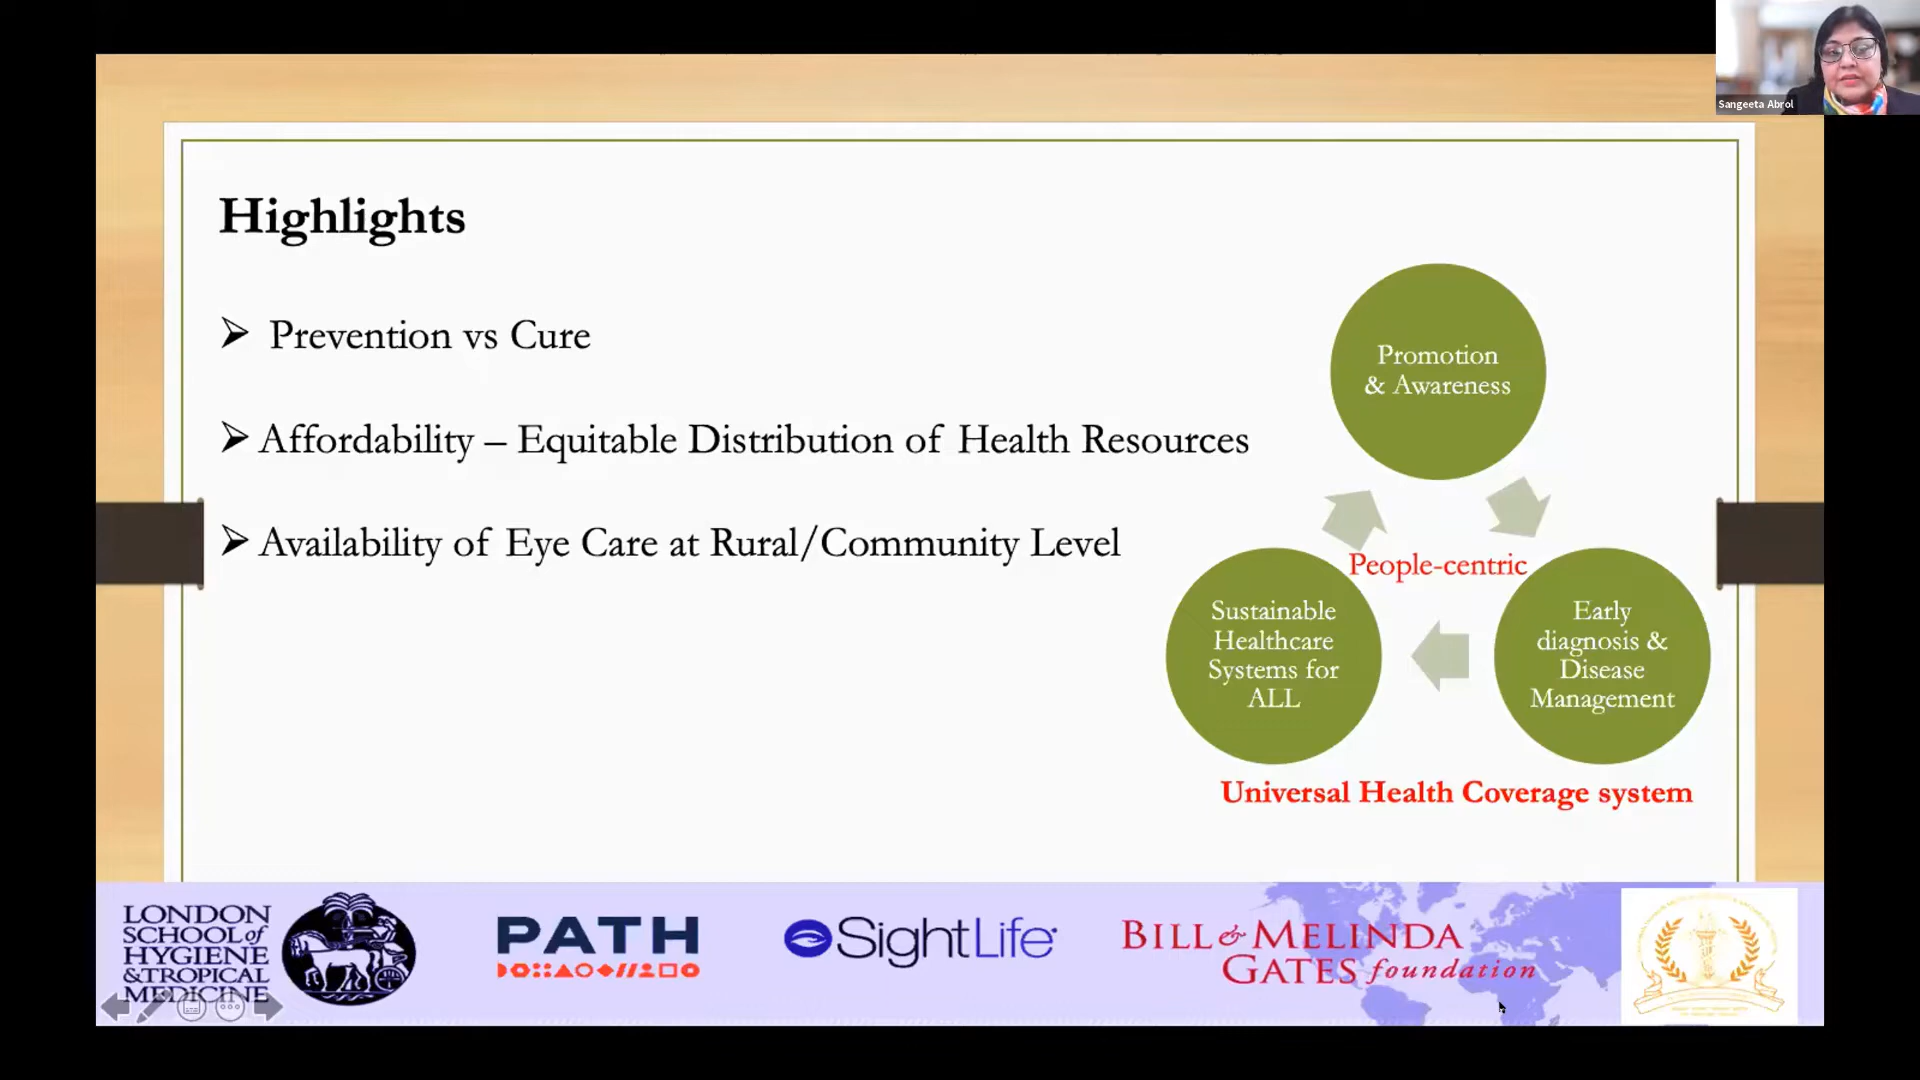 Sangeeta Abrol
Highlights
➢ Prevention vs Cure
➢ Affordability – Equitable Distribution of Health Resources
➢ Availability of Eye Care at Rural/Community Level
Promotion
& Awareness
People-centric
Sustainable
Healthcare
Systems for
ALL
Early
diagnosis &
Disease
Management
Universal Health Coverage system
LONDON
SCHOOL of
HYGIENE
& TROPICAL
MEDICINE
PATH
SightLife
BILL & MELINDA
GATES foundation